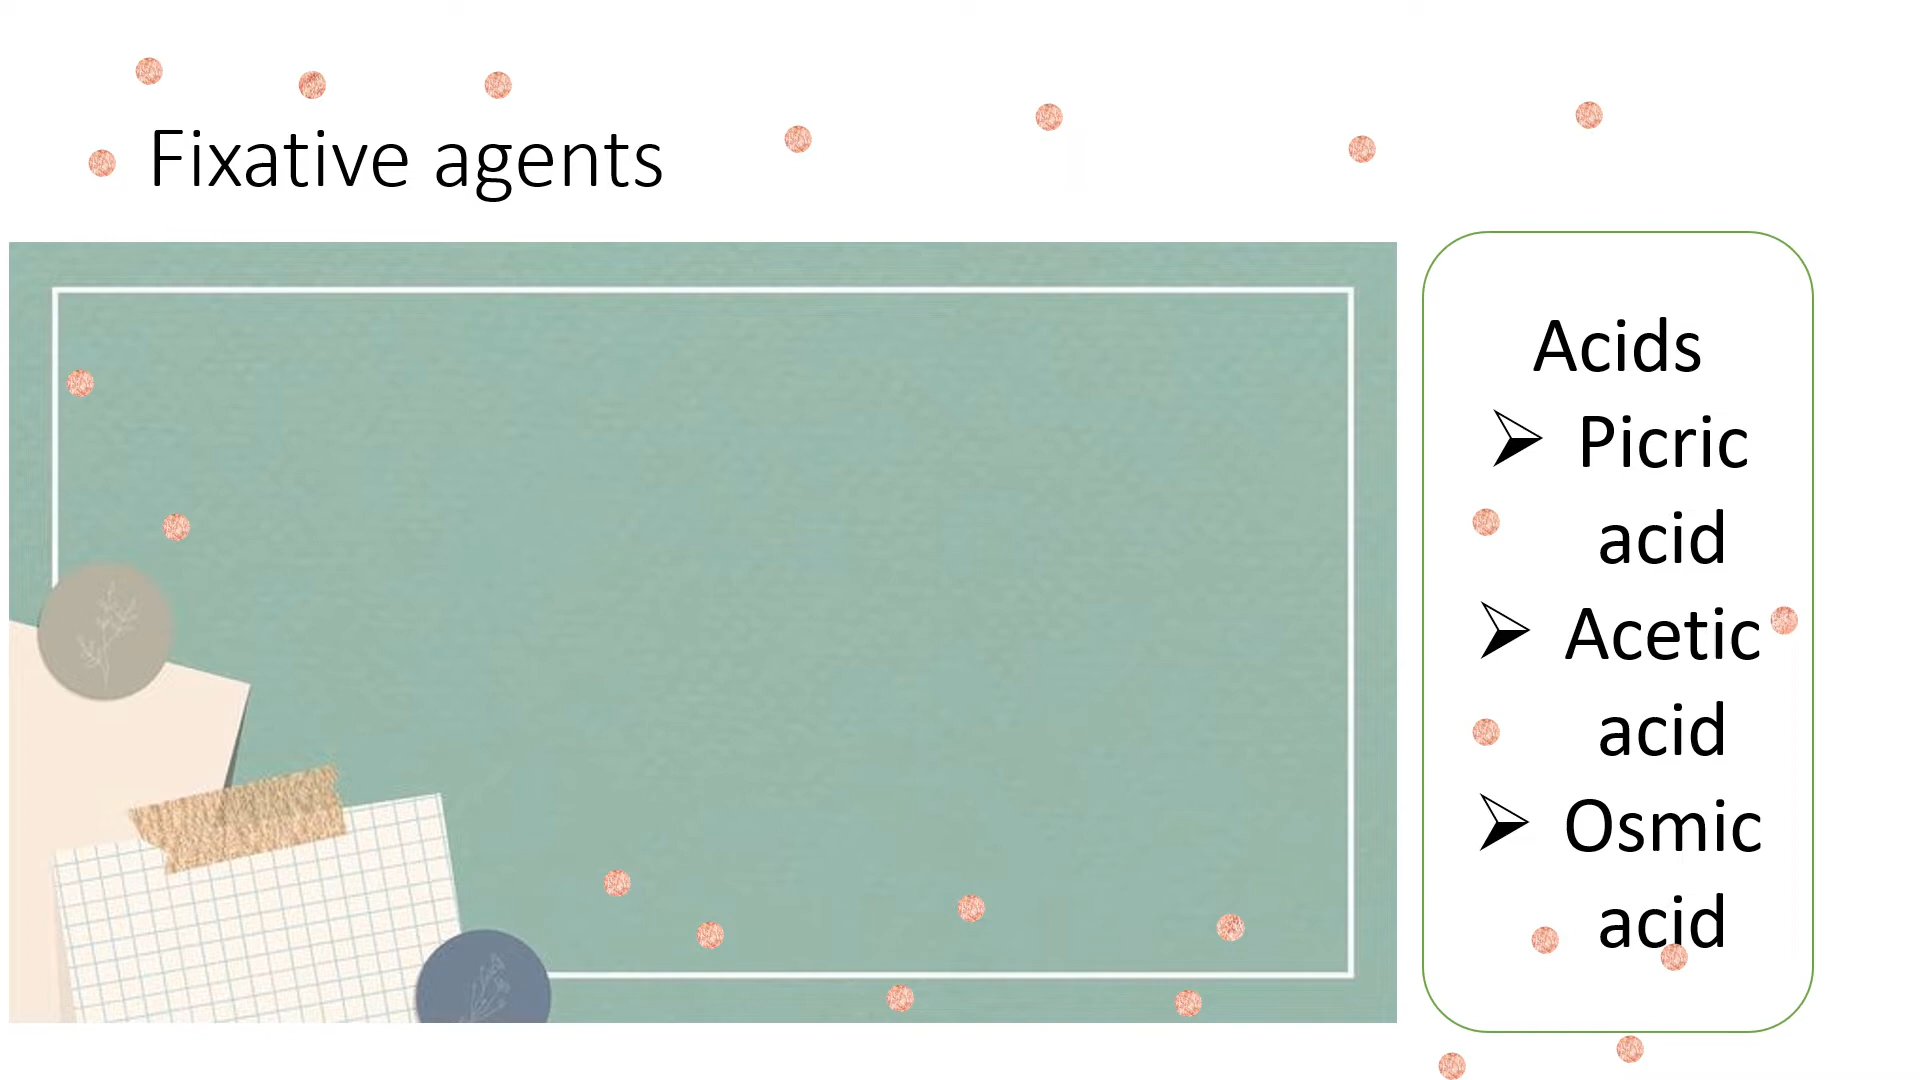 Fixative agents
Acids
➢ Picric
acid
➢ Acetic
acid
➢ Osmic
acid